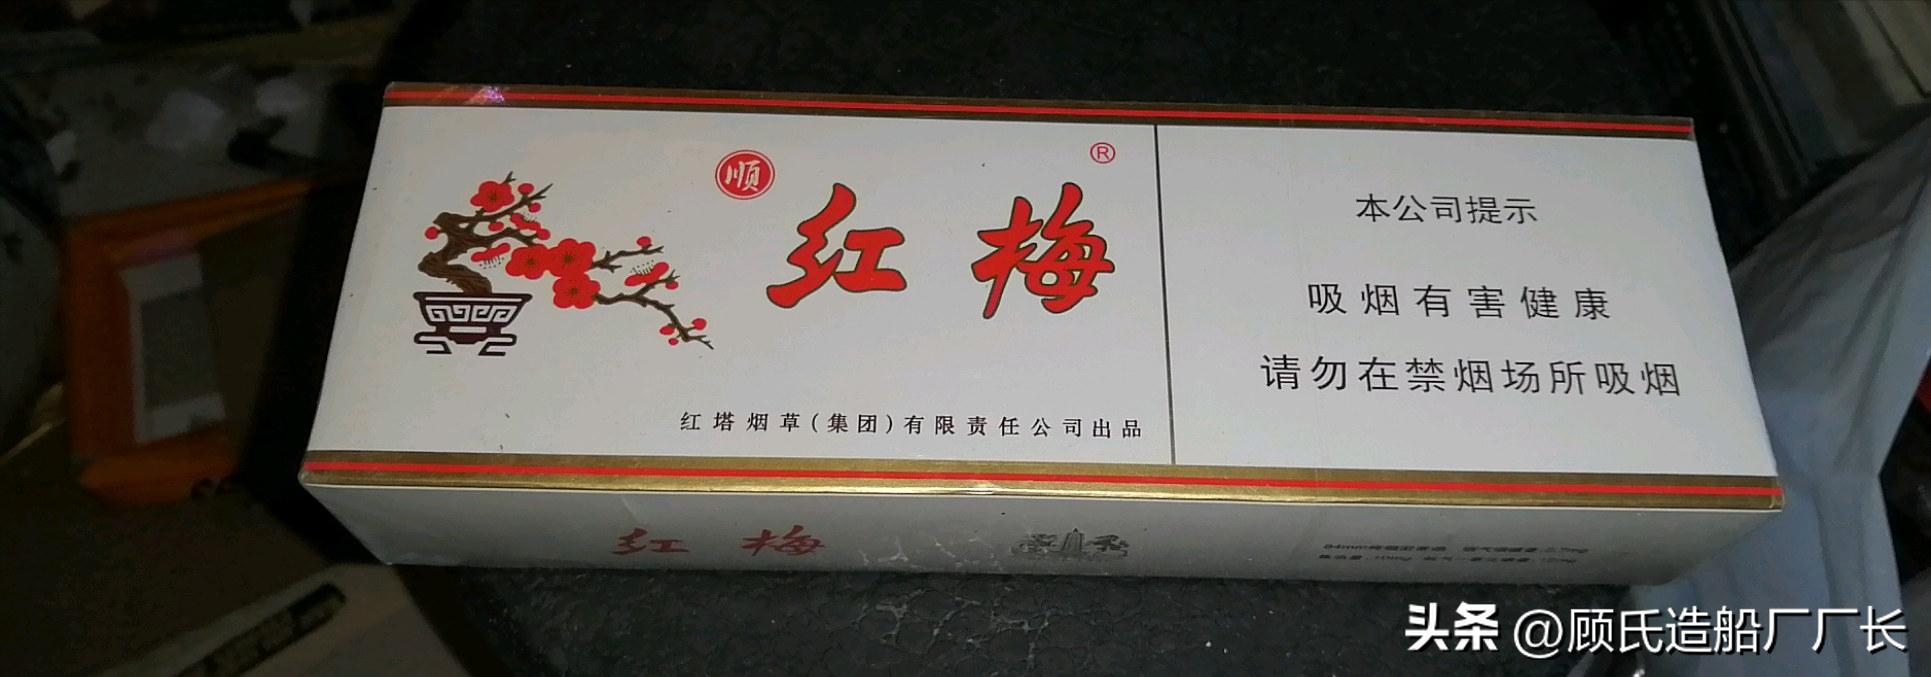 顺
红梅
®
红塔烟草(集团)有限责任公司出品
本公司提示
吸烟有害健康
请勿在禁烟场所吸烟
红梅
头条 @顾氏造船厂厂长